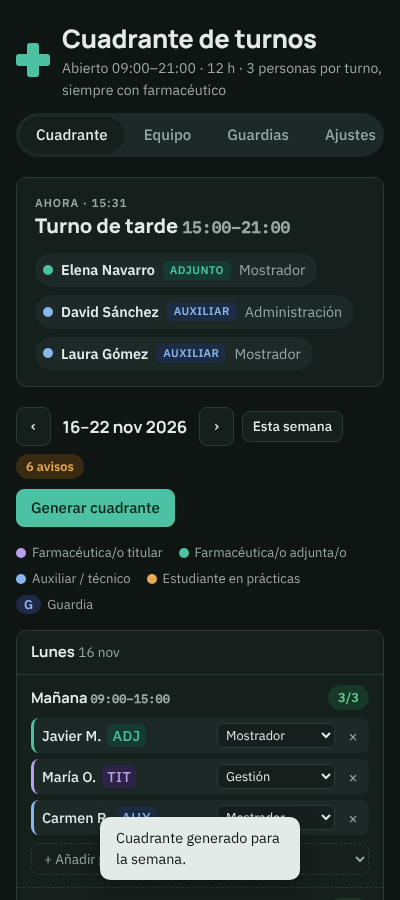 Cuadrante de turnos
Abierto 09:00–21:00 · 12 h · 3 personas por turno,
siempre con farmacéutico
Cuadrante Equipo Guardias Ajustes
AHORA · 15:31
Turno de tarde 15:00–21:00
Elena Navarro ADJUNTO Mostrador
David Sánchez AUXILIAR Administración
Laura Gómez AUXILIAR Mostrador
‹ 16–22 nov 2026 › Esta semana
6 avisos
Generar cuadrante
Farmacéutica/o titular Farmacéutica/o adjunta/o
Auxiliar / técnico Estudiante en prácticas
G Guardia
Lunes 16 nov
Mañana 09:00–15:00 3/3
Javier M. ADJ Mostrador ×
María O. TIT Gestión ×
Carmen ×
+ Añadir
Cuadrante generado para
la semana.